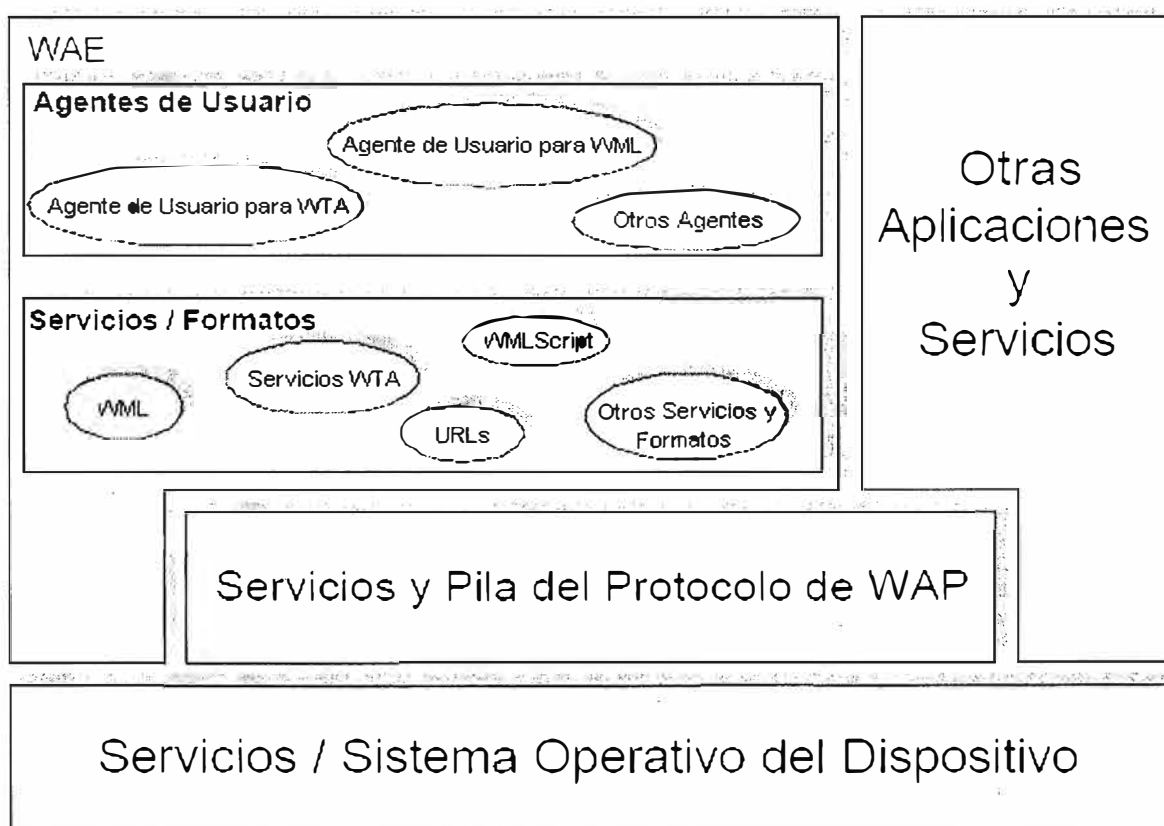 WAE
Agentes de Usuario
Agente de Usuario para WML
Agente de Usuario para WTA
Otros Agentes
Servicios / Formatos
WMLScript
Servicios WTA
WML
URLs
Otros Servicios y
Formatos
Otras
Aplicaciones
y
Servicios
Servicios y Pila del Protocolo de WAP
Servicios / Sistema Operativo del Dispositivo